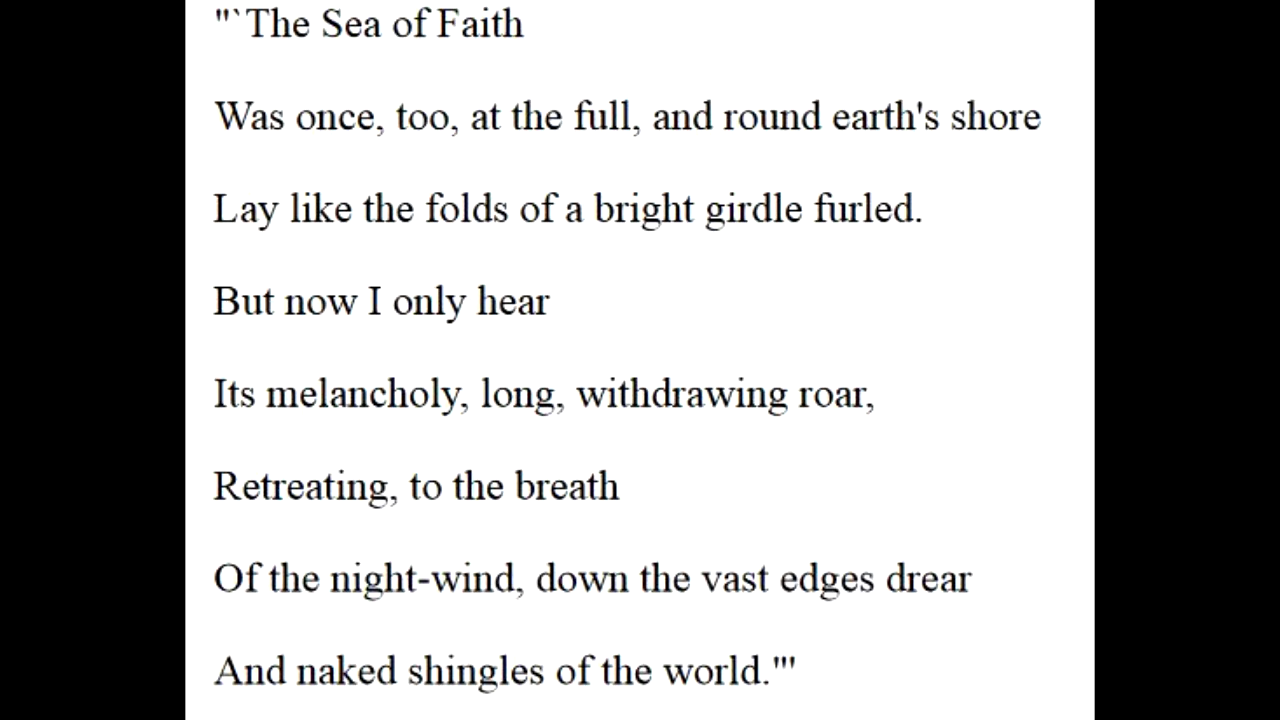 "`The Sea of Faith
Was once, too, at the full, and round earth's shore
Lay like the folds of a bright girdle furled.
But now I only hear
Its melancholy, long, withdrawing roar,
Retreating, to the breath
Of the night-wind, down the vast edges drear
And naked shingles of the world."'